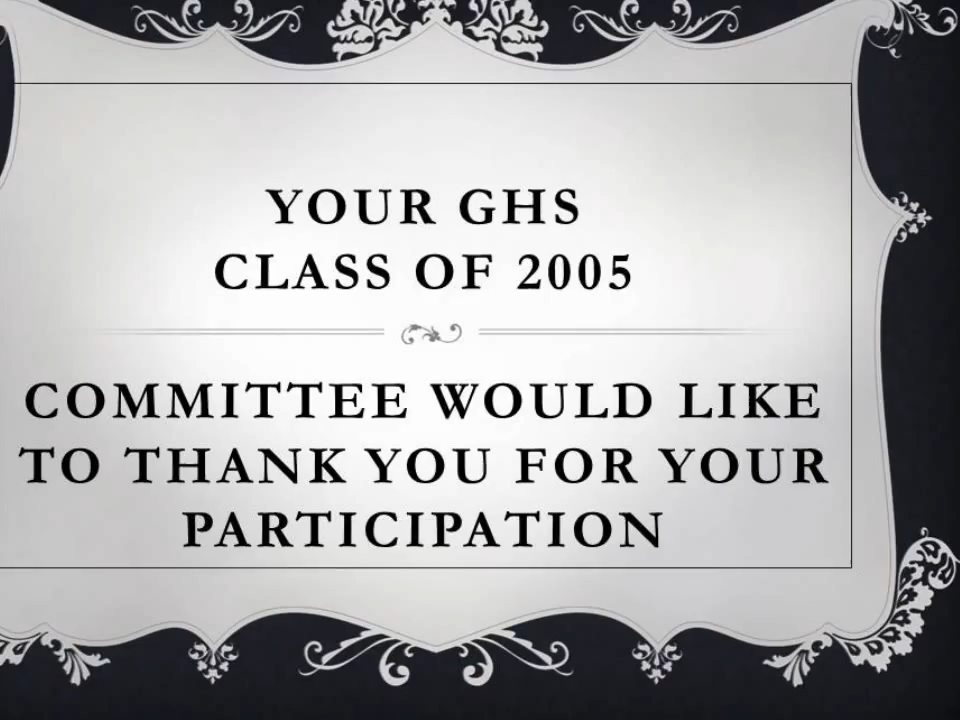 YOUR GHS
CLASS OF 2005
COMMITTEE WOULD LIKE
TO THANK YOU FOR YOUR
PARTICIPATION